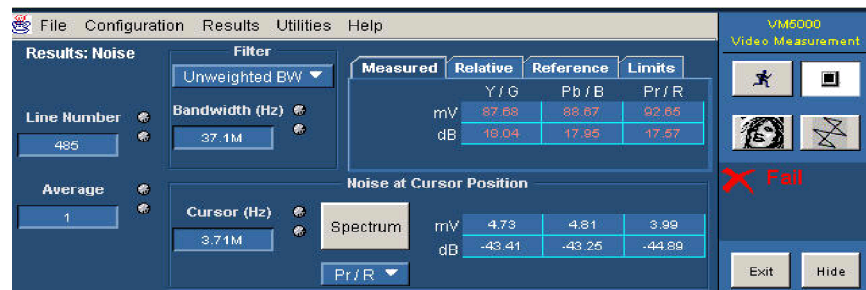 File Configuration Results Utilities Help
VM5000
Video Measurement
Results: Noise
Filter
Unweighted BW
Measured Relative Reference Limits
Y/G Pb/B Pr/R
Line Number
Bandwidth (Hz)
mV 87.68 88.67 92.65
485
37.1M
dB 18.04 17.95 17.57
Fail
Average
Noise at Cursor Position
1
Cursor (Hz)
Spectrum
mV 4.73 4.81 3.99
3.71M
dB -43.41 -43.25 -44.89
Pr/R
Exit Hide